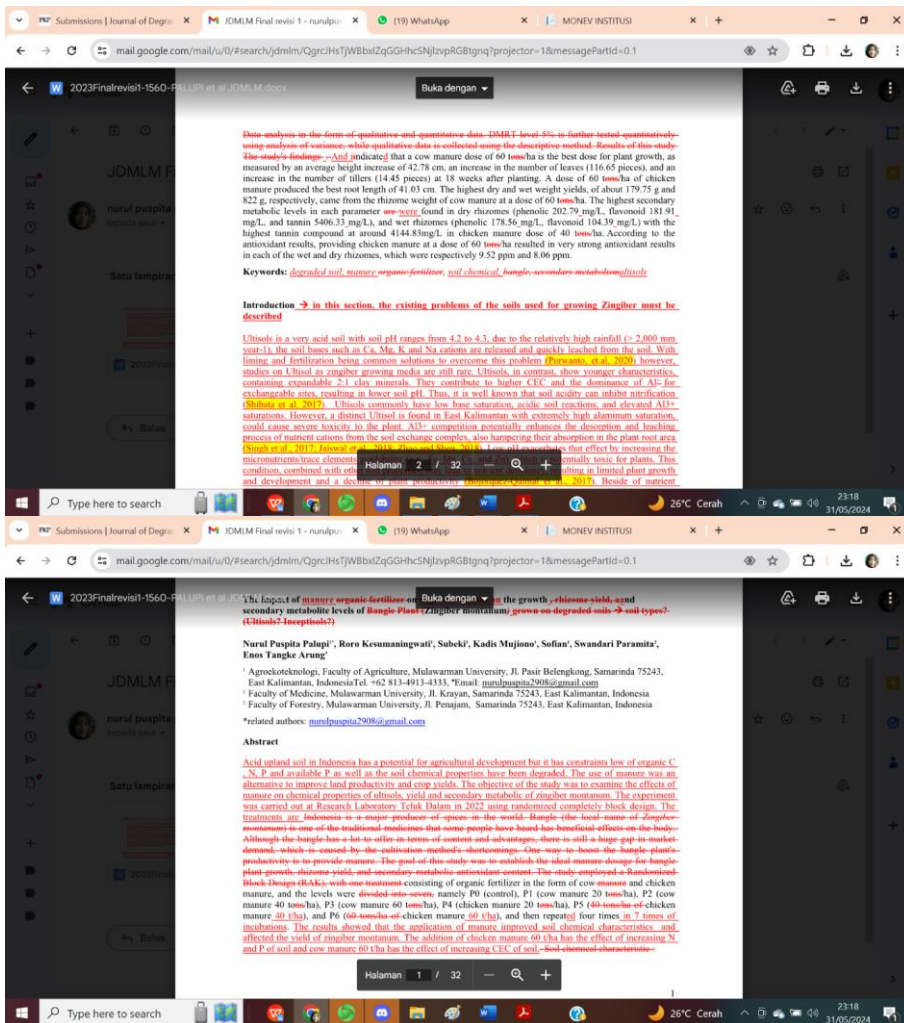 Submissions | Journal of Degra
JDMLM Final revisi 1 - nurulpus
(19) WhatsApp
MONEV INSTITUSI
mail.google.com/mail/u/0/#search/jdmlm/QgrcJHsTjWBbxlZqGGHhcSNjlzvpRGBtgnq?projector=1&messagePartId=0.1
2023Finalrevisi1-1560-PALUPI et al JDMLM.docx
Buka dengan
Data analysis in the form of qualitative and quantitative data. DMRT level 5% is further tested quantitatively
using analysis of variance, while qualitative data is collected using the descriptive method. Results of this study
The study's findings - And indicated that a cow manure dose of 60 tons/ha is the best dose for plant growth, as
measured by an average height increase of 42.78 cm, an increase in the number of leaves (116.65 pieces), and an
increase in the number of tillers (14.45 pieces) at 18 weeks after planting. A dose of 60 tons/ha of chicken
manure produced the best root length of 41.03 cm. The highest dry and wet weight yields, of about 179.75 g and
822 g, respectively, came from the rhizome weight of cow manure at a dose of 60 tons/ha. The highest secondary
metabolic levels in each parameter are were found in dry rhizomes (phenolic 202.79 mg/L, flavonoid 181.91
mg/L, and tannin 5406.33 mg/L), and wet rhizomes (phenolic 178.56 mg/L, flavonoid 104.39 mg/L) with the
highest tannin compound at around 4144.83mg/L in chicken manure dose of 40 tons/ha. According to the
antioxidant results, providing chicken manure at a dose of 60 tons/ha resulted in very strong antioxidant results
in each of the wet and dry rhizomes, which were respectively 9.52 ppm and 8.06 ppm.
Keywords: degraded soil, manure organic fertilizer, soil chemical, bangle, secondary metabolismultisols
Introduction → in this section, the existing problems of the soils used for growing Zingiber must be
described
Ultisols is a very acid soil with soil pH ranges from 4.2 to 4.3, due to the relatively high rainfall (> 2,000 mm
year-1), the soil bases such as Ca, Mg, K and Na cations are released and quickly leached from the soil. With
liming and fertilization being common solutions to overcome this problem (Purwanto, et.al, 2020) however,
studies on Ultisol as zingiber growing media are still rare. Ultisols, in contrast, show younger characteristics,
containing expandable 2:1 clay minerals. They contribute to higher CEC and the dominance of Al for
exchangeable sites, resulting in lower soil pH. Thus, it is well known that soil acidity can inhibit nitrification
(Shibata et al. 2017). Ultisols commonly have low base saturation, acidic soil reactions, and elevated Al3+
saturations. However, a distinct Ultisol is found in East Kalimantan with extremely high aluminum saturation,
could cause severe toxicity to the plant. Al3+ competition potentially enhances the desorption and leaching
process of nutrient cations from the soil exchange complex, also hampering their absorption in the plant root area
(Singh et al., 2017; Jaiswal et al., 2018; Zhao and Shen, 2018). Low pH exacerbates that effect by increasing the
micronutrients/trace elements potentially toxic for plants. This
condition, combined with resulting in limited plant growth
and development and a decline of plant productivity et al., 2017). Beside of nutrient
Halaman 2 / 32
Type here to search
26°C Cerah
23:18
31/05/2024
Submissions | Journal of Degra
JDMLM Final revisi 1 - nurulpus
(19) WhatsApp
MONEV INSTITUSI
mail.google.com/mail/u/0/#search/jdmlm/QgrcJHsTjWBbxlZqGGHhcSNjlzvpRGBtgnq?projector=1&messagePartId=0.1
2023Finalrevisi1-1560-PALUPI et al JDMLM.docx
Buka dengan
The impact of manure organic fertilizer on the growth, rhizome yield, aand
secondary metabolite levels of Bangle Plant (Zingiber montanum) grown on degraded soils → soil types?
(Ultisols? Inceptisols?)
Nurul Puspita Palupi1*, Roro Kesumaningwati1, Subeki1, Kadis Mujiono1, Sofian1, Swandari Paramita2,
Enos Tangke Arung3
1 Agroekoteknologi, Faculty of Agriculture, Mulawarman University, Jl. Pasir Belengkong, Samarinda 75243,
East Kalimantan, IndonesiaTel. +62 813-4913-4333, *Email: nurulpuspita2908@gmail.com
2 Faculty of Medicine, Mulawarman University, Jl. Krayan, Samarinda 75243, East Kalimantan, Indonesia
3 Faculty of Forestry, Mulawarman University, Jl. Penajam, Samarinda 75243, East Kalimantan, Indonesia
*related authors: nurulpuspita2908@gmail.com
Abstract
Acid upland soil in Indonesia has a potential for agricultural development but it has constraints low of organic C
, N, P and available P as well as the soil chemical properties have been degraded. The use of manure was an
alternative to improve land productivity and crop yields. The objective of the study was to examine the effects of
manure on chemical properties of ultisols, yield and secondary metabolic of zingiber montanum. The experiment
was carried out at Research Laboratory Teluk Dalam in 2022 using randomized completely block design. The
treatments are Indonesia is a major producer of spices in the world. Bangle (the local name of Zingiber
montanum) is one of the traditional medicines that some people have heard has beneficial effects on the body.
Although the bangle has a lot to offer in terms of content and advantages, there is still a huge gap in market
demand, which is caused by the cultivation method's shortcomings. One way to boost the bangle plant's
productivity is to provide manure. The goal of this study was to establish the ideal manure dosage for bangle
plant growth, rhizome yield, and secondary metabolic antioxidant content. The study employed a Randomized
Block Design (RAK), with one treatment consisting of organic fertilizer in the form of cow manure and chicken
manure, and the levels were divided into seven, namely P0 (control), P1 (cow manure 20 tons/ha), P2 (cow
manure 40 tons/ha), P3 (cow manure 60 tons/ha), P4 (chicken manure 20 tons/ha), P5 (40 tons/ha of chicken
manure 40 t/ha), and P6 (60 tons/ha of chicken manure 60 t/ha), and then repeated four times in 7 times of
incubations. The results showed that the application of manure improved soil chemical characteristics and
affected the yield of zingiber montanum. The addition of chicken manure 60 t/ha has the effect of increasing N
and P of soil and cow manure 60 t/ha has the effect of increasing CEC of soil. Soil chemical characteristic :
Halaman 1 / 32
1
Type here to search
26°C Cerah
23:18
31/05/2024